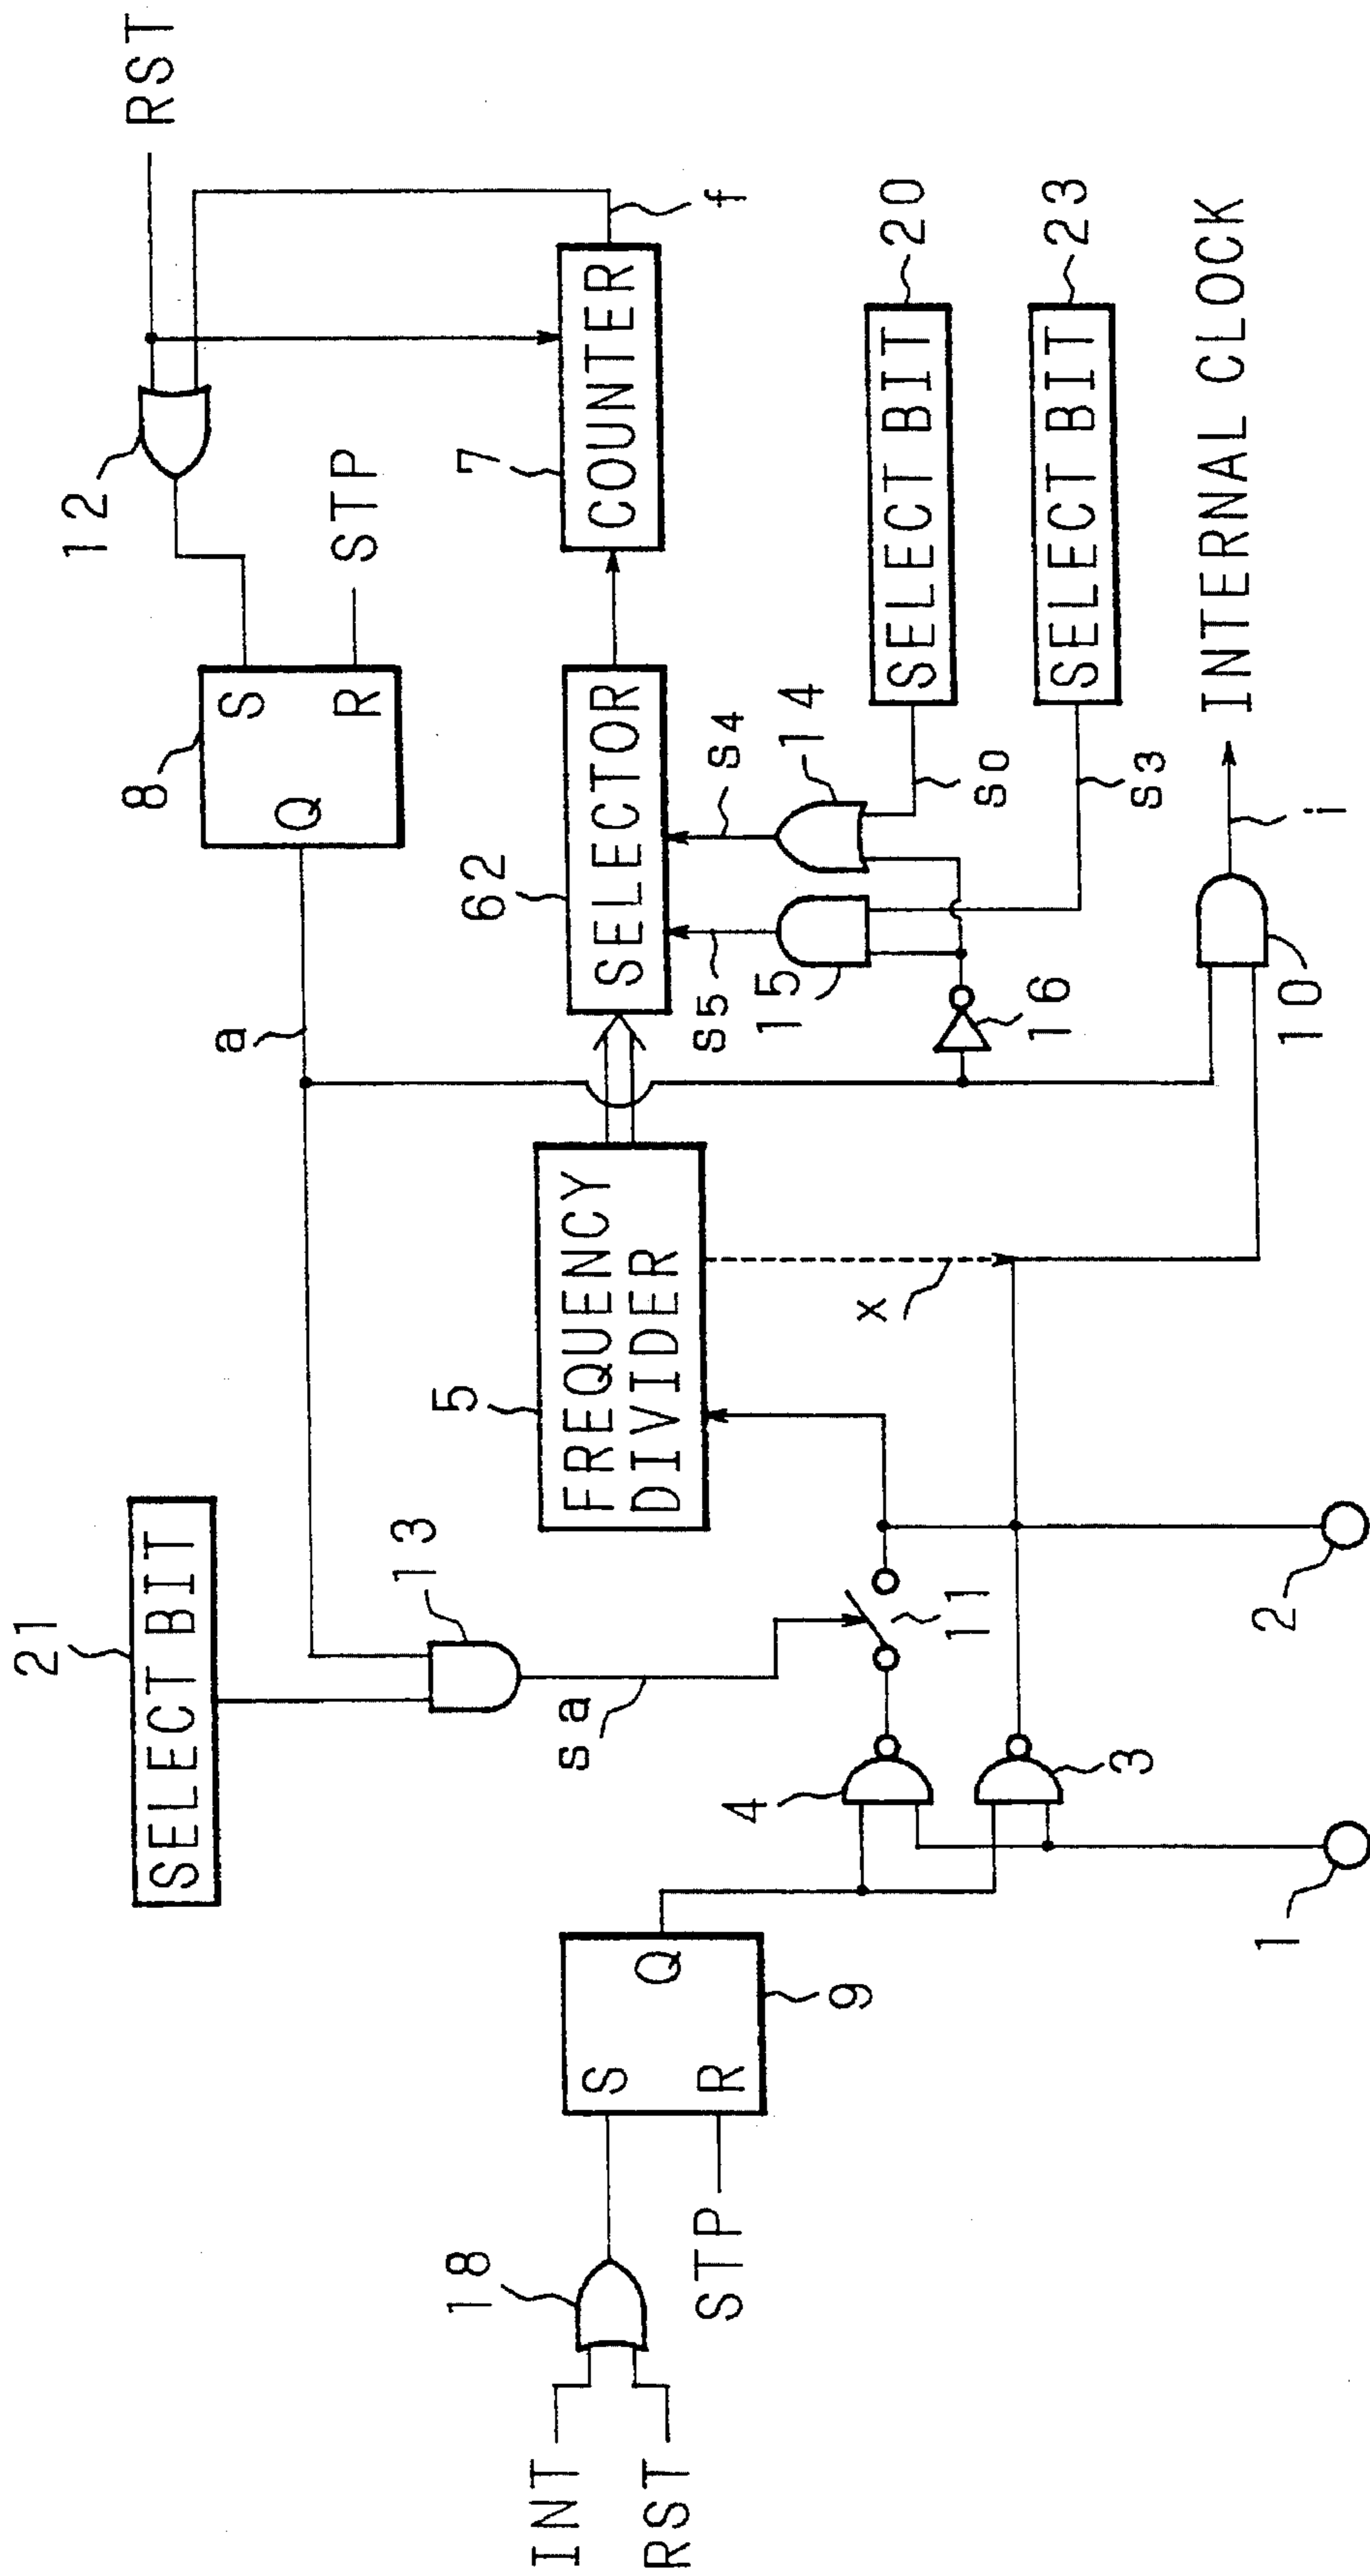 21
SELECT BIT
a
8
Q
S
R
STP
12
RST
13
sa
5
FREQUENCY
DIVIDER
62
SELECTOR
7
COUNTER
f
s5
s4
15
14
16
s0
SELECT BIT
20
s3
SELECT BIT
23
x
10
i
INTERNAL CLOCK
INT
RST
18
STP
S
R
Q
9
4
3
11
1
2